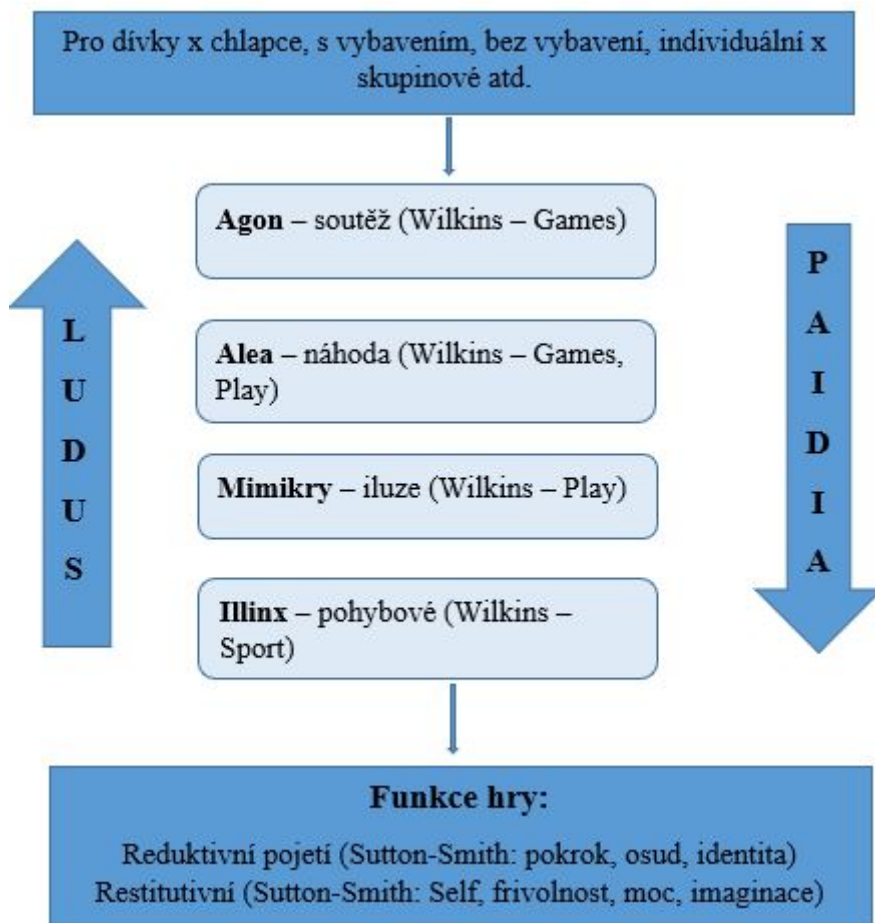 Pro dívky x chlapce, s vybavením, bez vybavení, individuální x
skupinové atd.
Agon – soutěž (Wilkins – Games)
Alea – náhoda (Wilkins – Games,
Play)
Mimikry – iluze (Wilkins – Play)
Illinx – pohybové (Wilkins –
Sport)
L
U
D
U
S
P
A
I
D
I
A
Funkce hry:
Reduktivní pojetí (Sutton-Smith: pokrok, osud, identita)
Restitutivní (Sutton-Smith: Self, frivolnost, moc, imaginace)